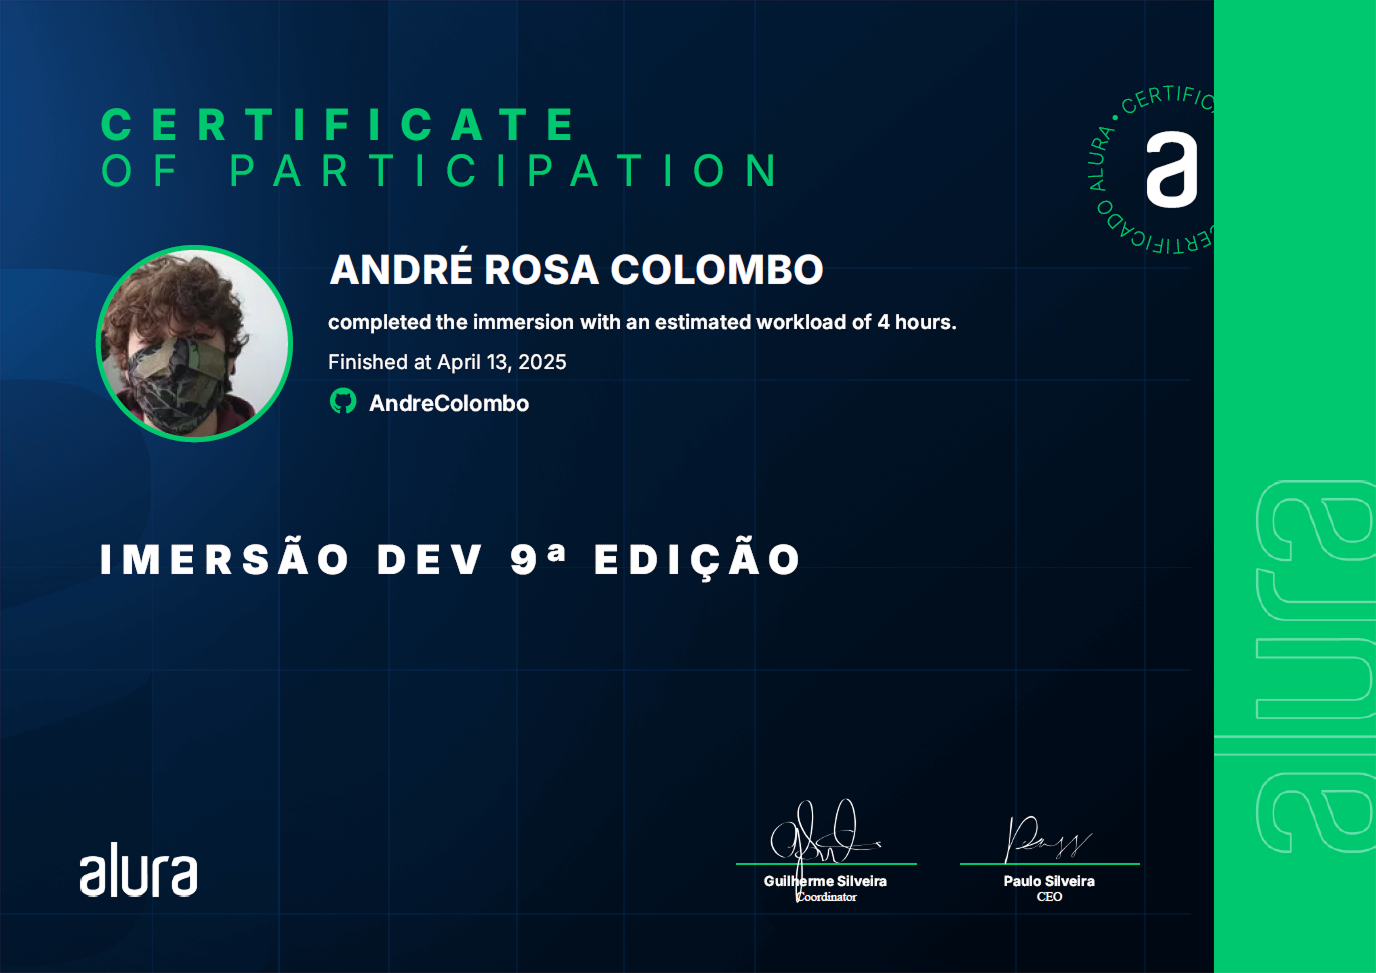 CERTIFICATE
OF PARTICIPATION
CERTIFICADO ALURA • CERTIFIC
a
ANDRÉ ROSA COLOMBO
completed the immersion with an estimated workload of 4 hours.
Finished at April 13, 2025
AndreColombo
IMERSÃO DEV 9ª EDIÇÃO
alura
Guilherme Silveira
Coordinator
Paulo Silveira
CEO
alura